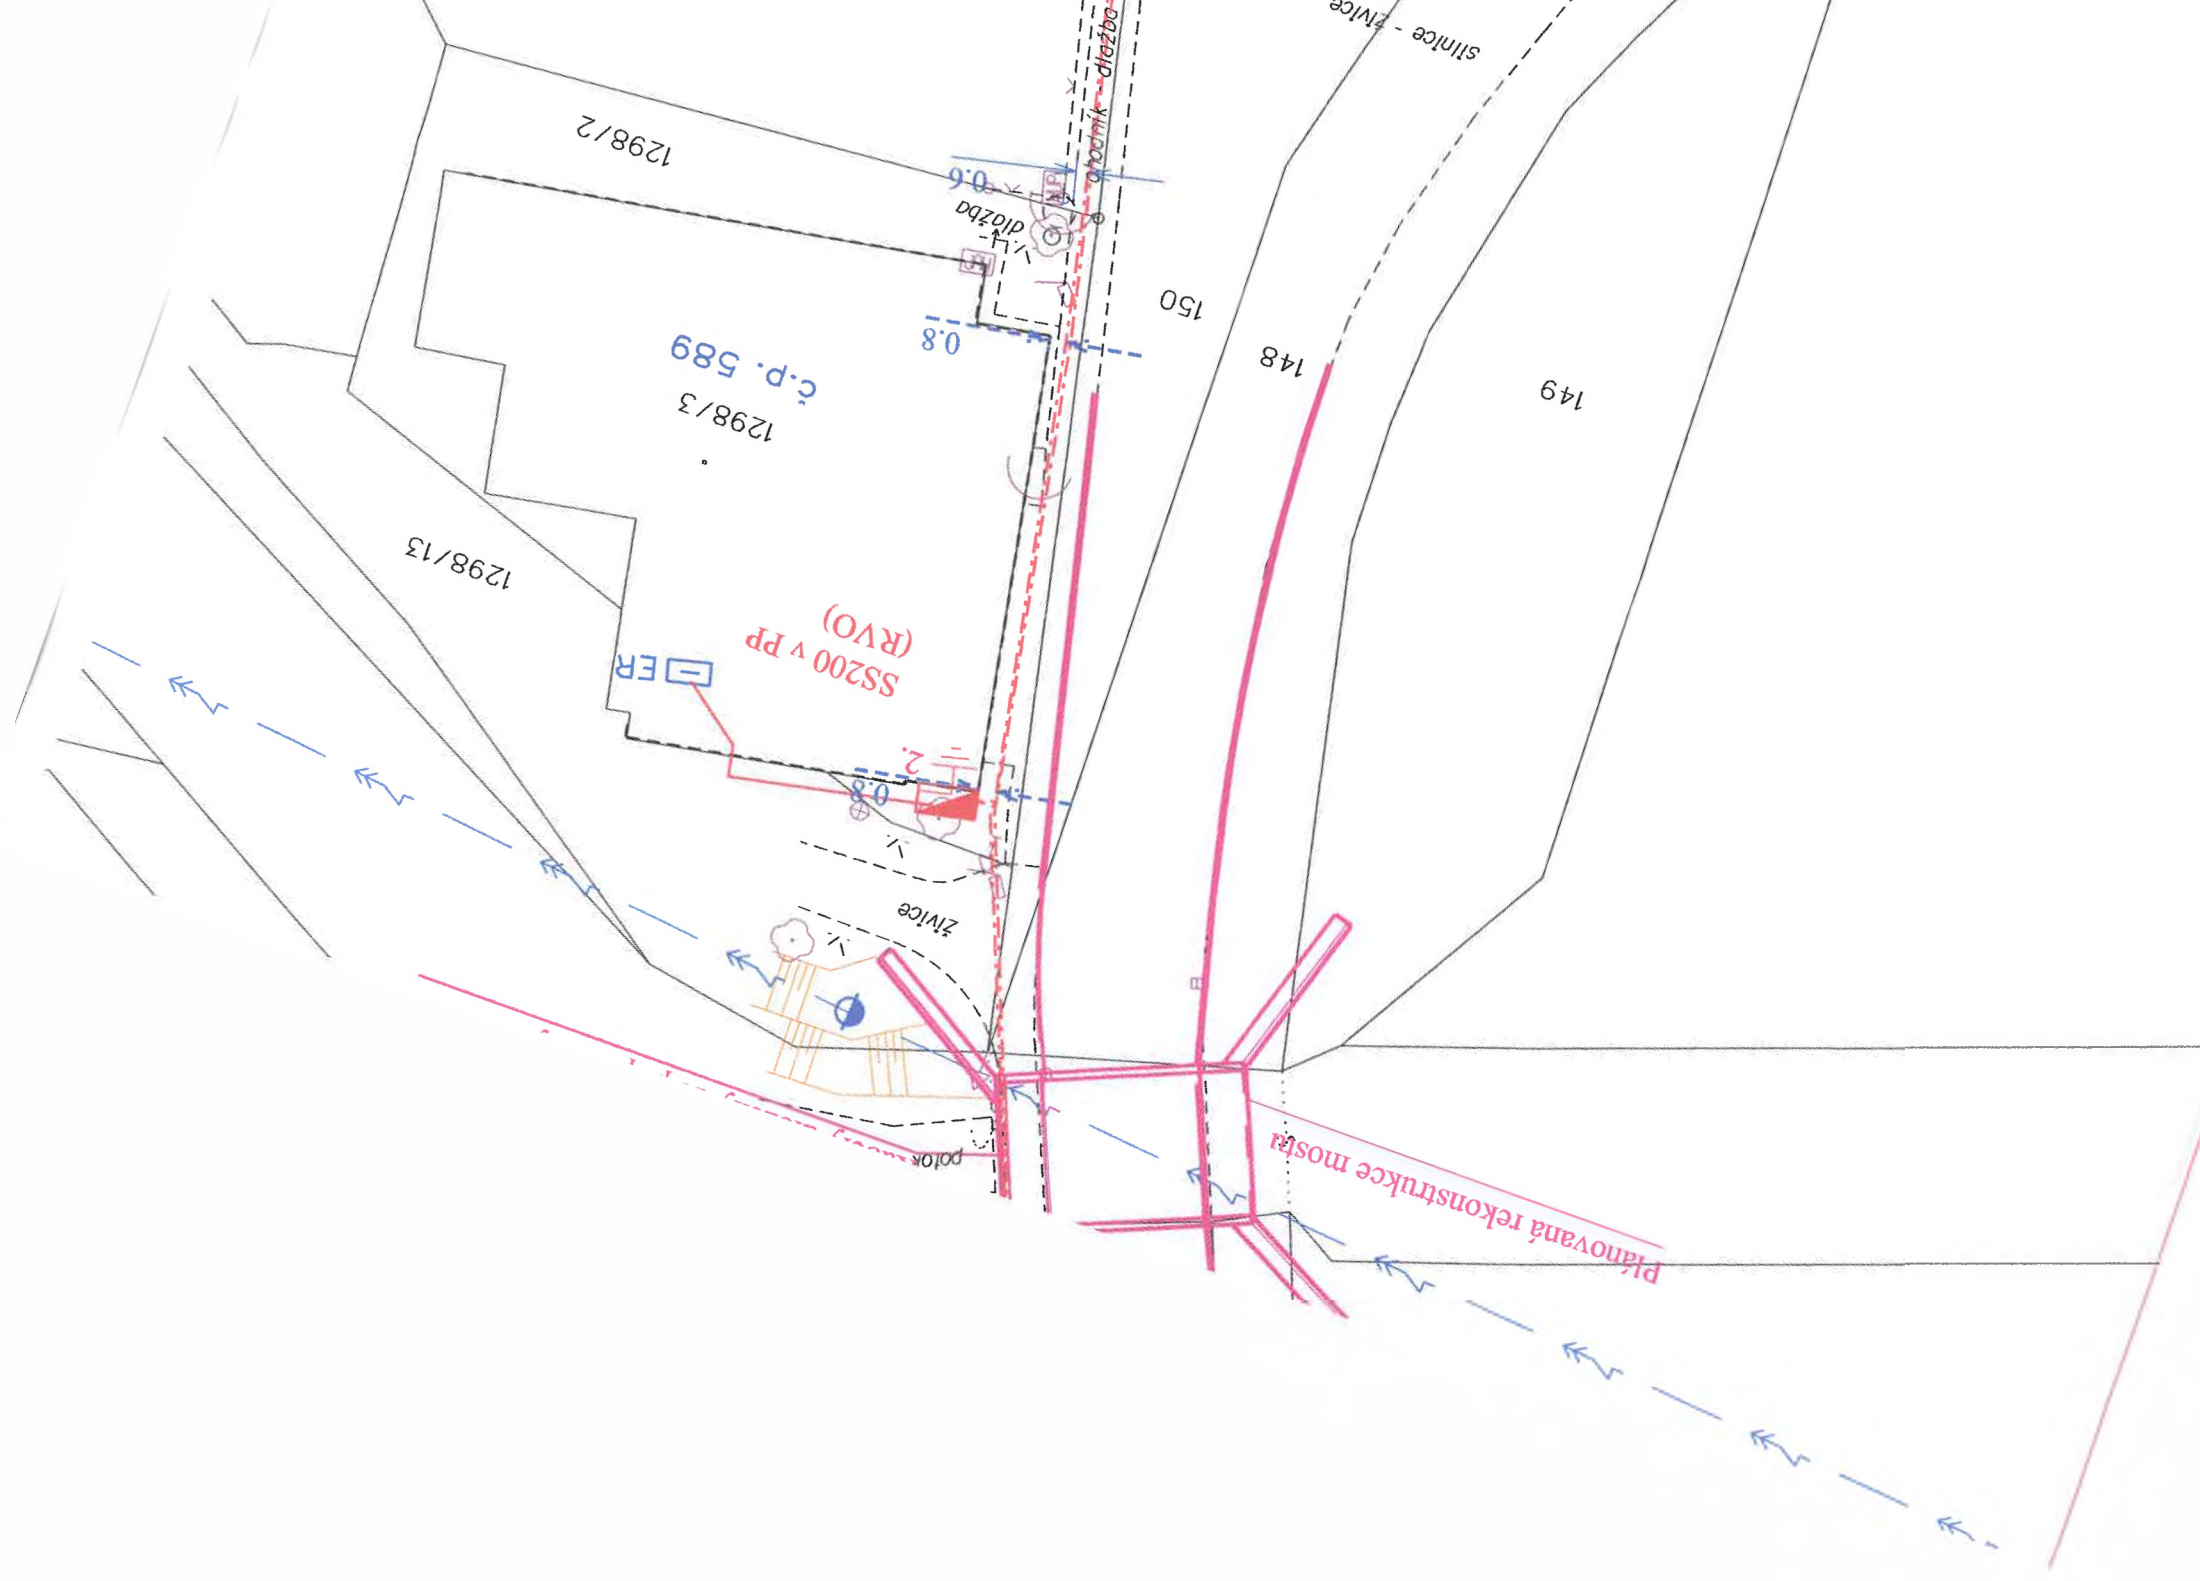 Plánovaná rekonstrukce mostu
potok
živice
0.8
2.
SS200 v PP
(RVO)
ER
1298/13
1298/3
č.p. 589
149
148
0.8
150
dlažba
0.6
1298/2
chodník - dlažba
silnice - živice